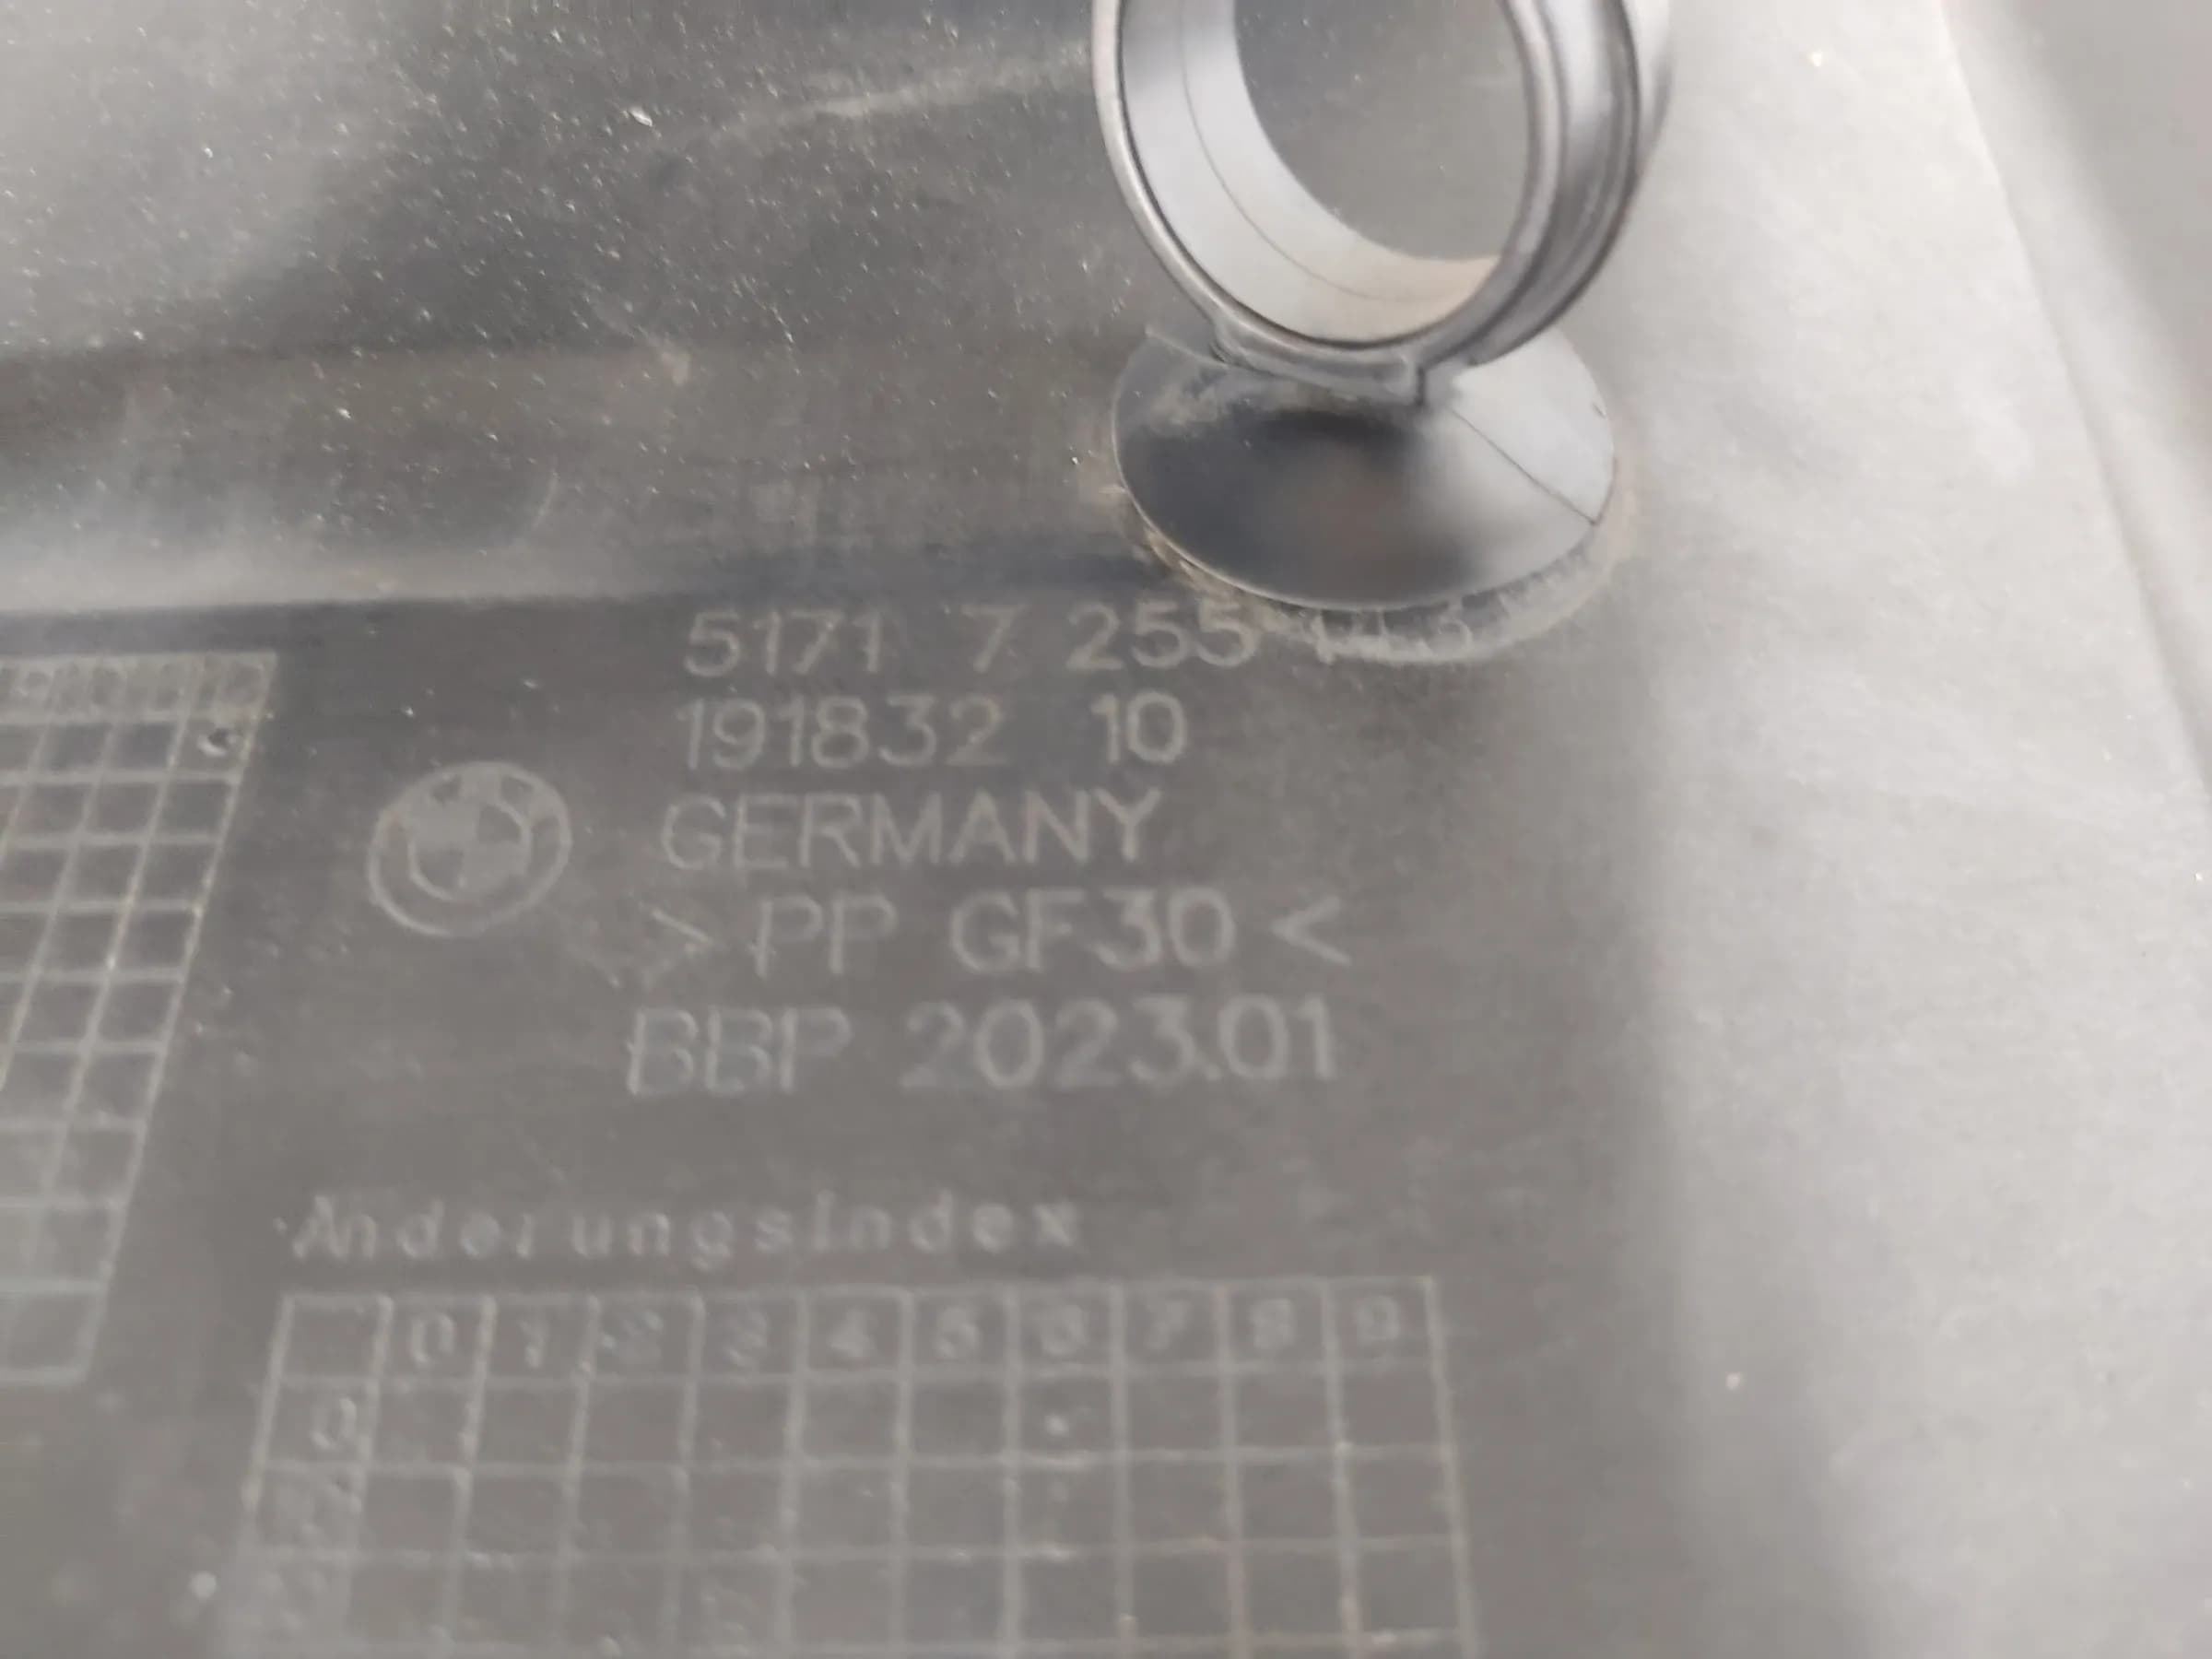 5171 7 255
191832 10
GERMANY
>PP GF30<
BBP 2023.01
Änderungsindex
0 1 2 3 4 5 6 7 8 9
0